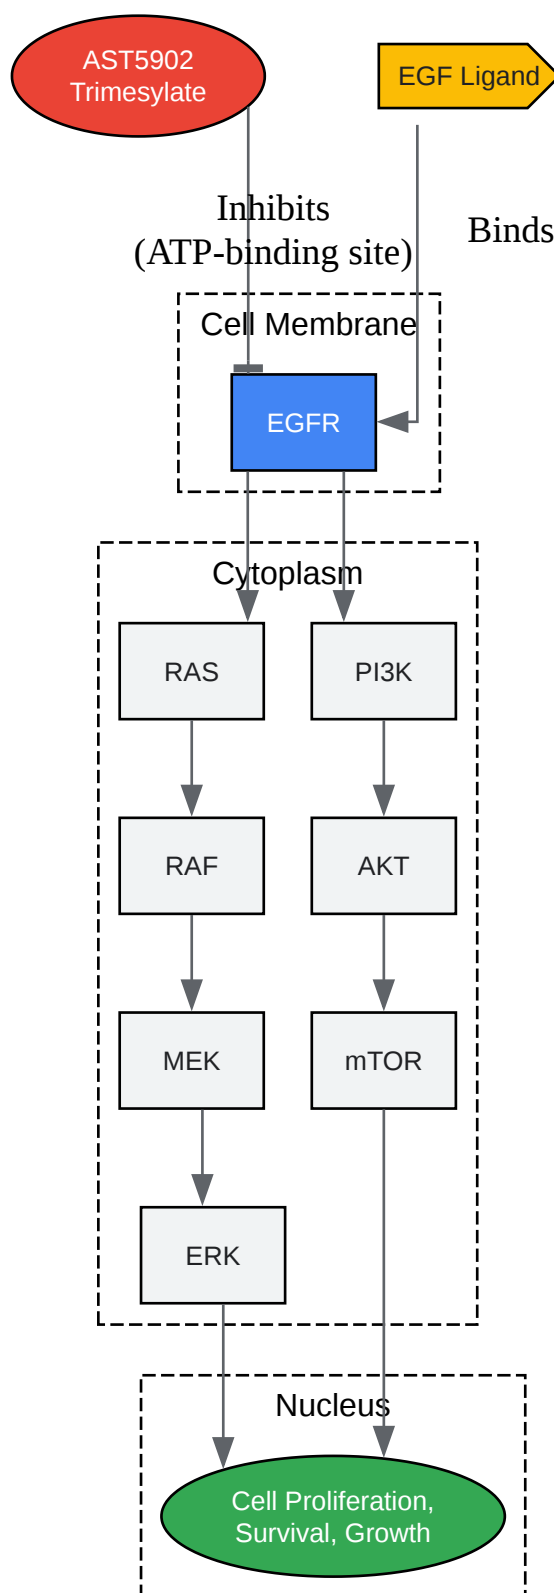 AST5902
Trimesylate
EGF Ligand
Inhibits
(ATP-binding site)
Binds
Cell Membrane
EGFR
Cytoplasm
RAS
PI3K
RAF
AKT
MEK
mTOR
ERK
Nucleus
Cell Proliferation,
Survival, Growth